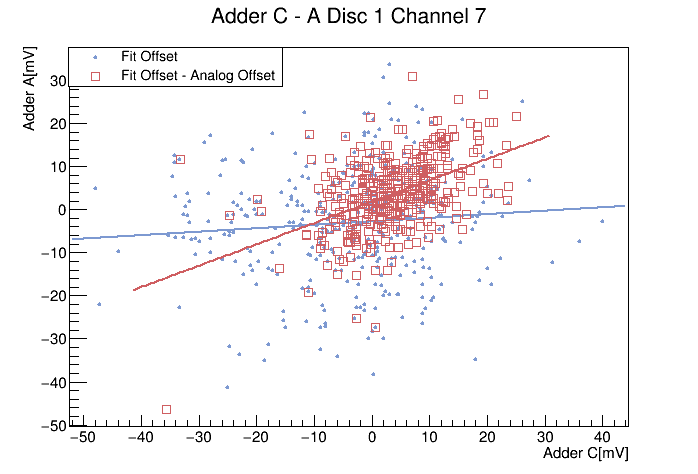 Adder C - A Disc 1 Channel 7
Adder A[mV]
Fit Offset
Fit Offset - Analog Offset
30
20
10
0
−10
−20
−30
−40
−50
−50 −40 −30 −20 −10 0 10 20 30 40
Adder C[mV]